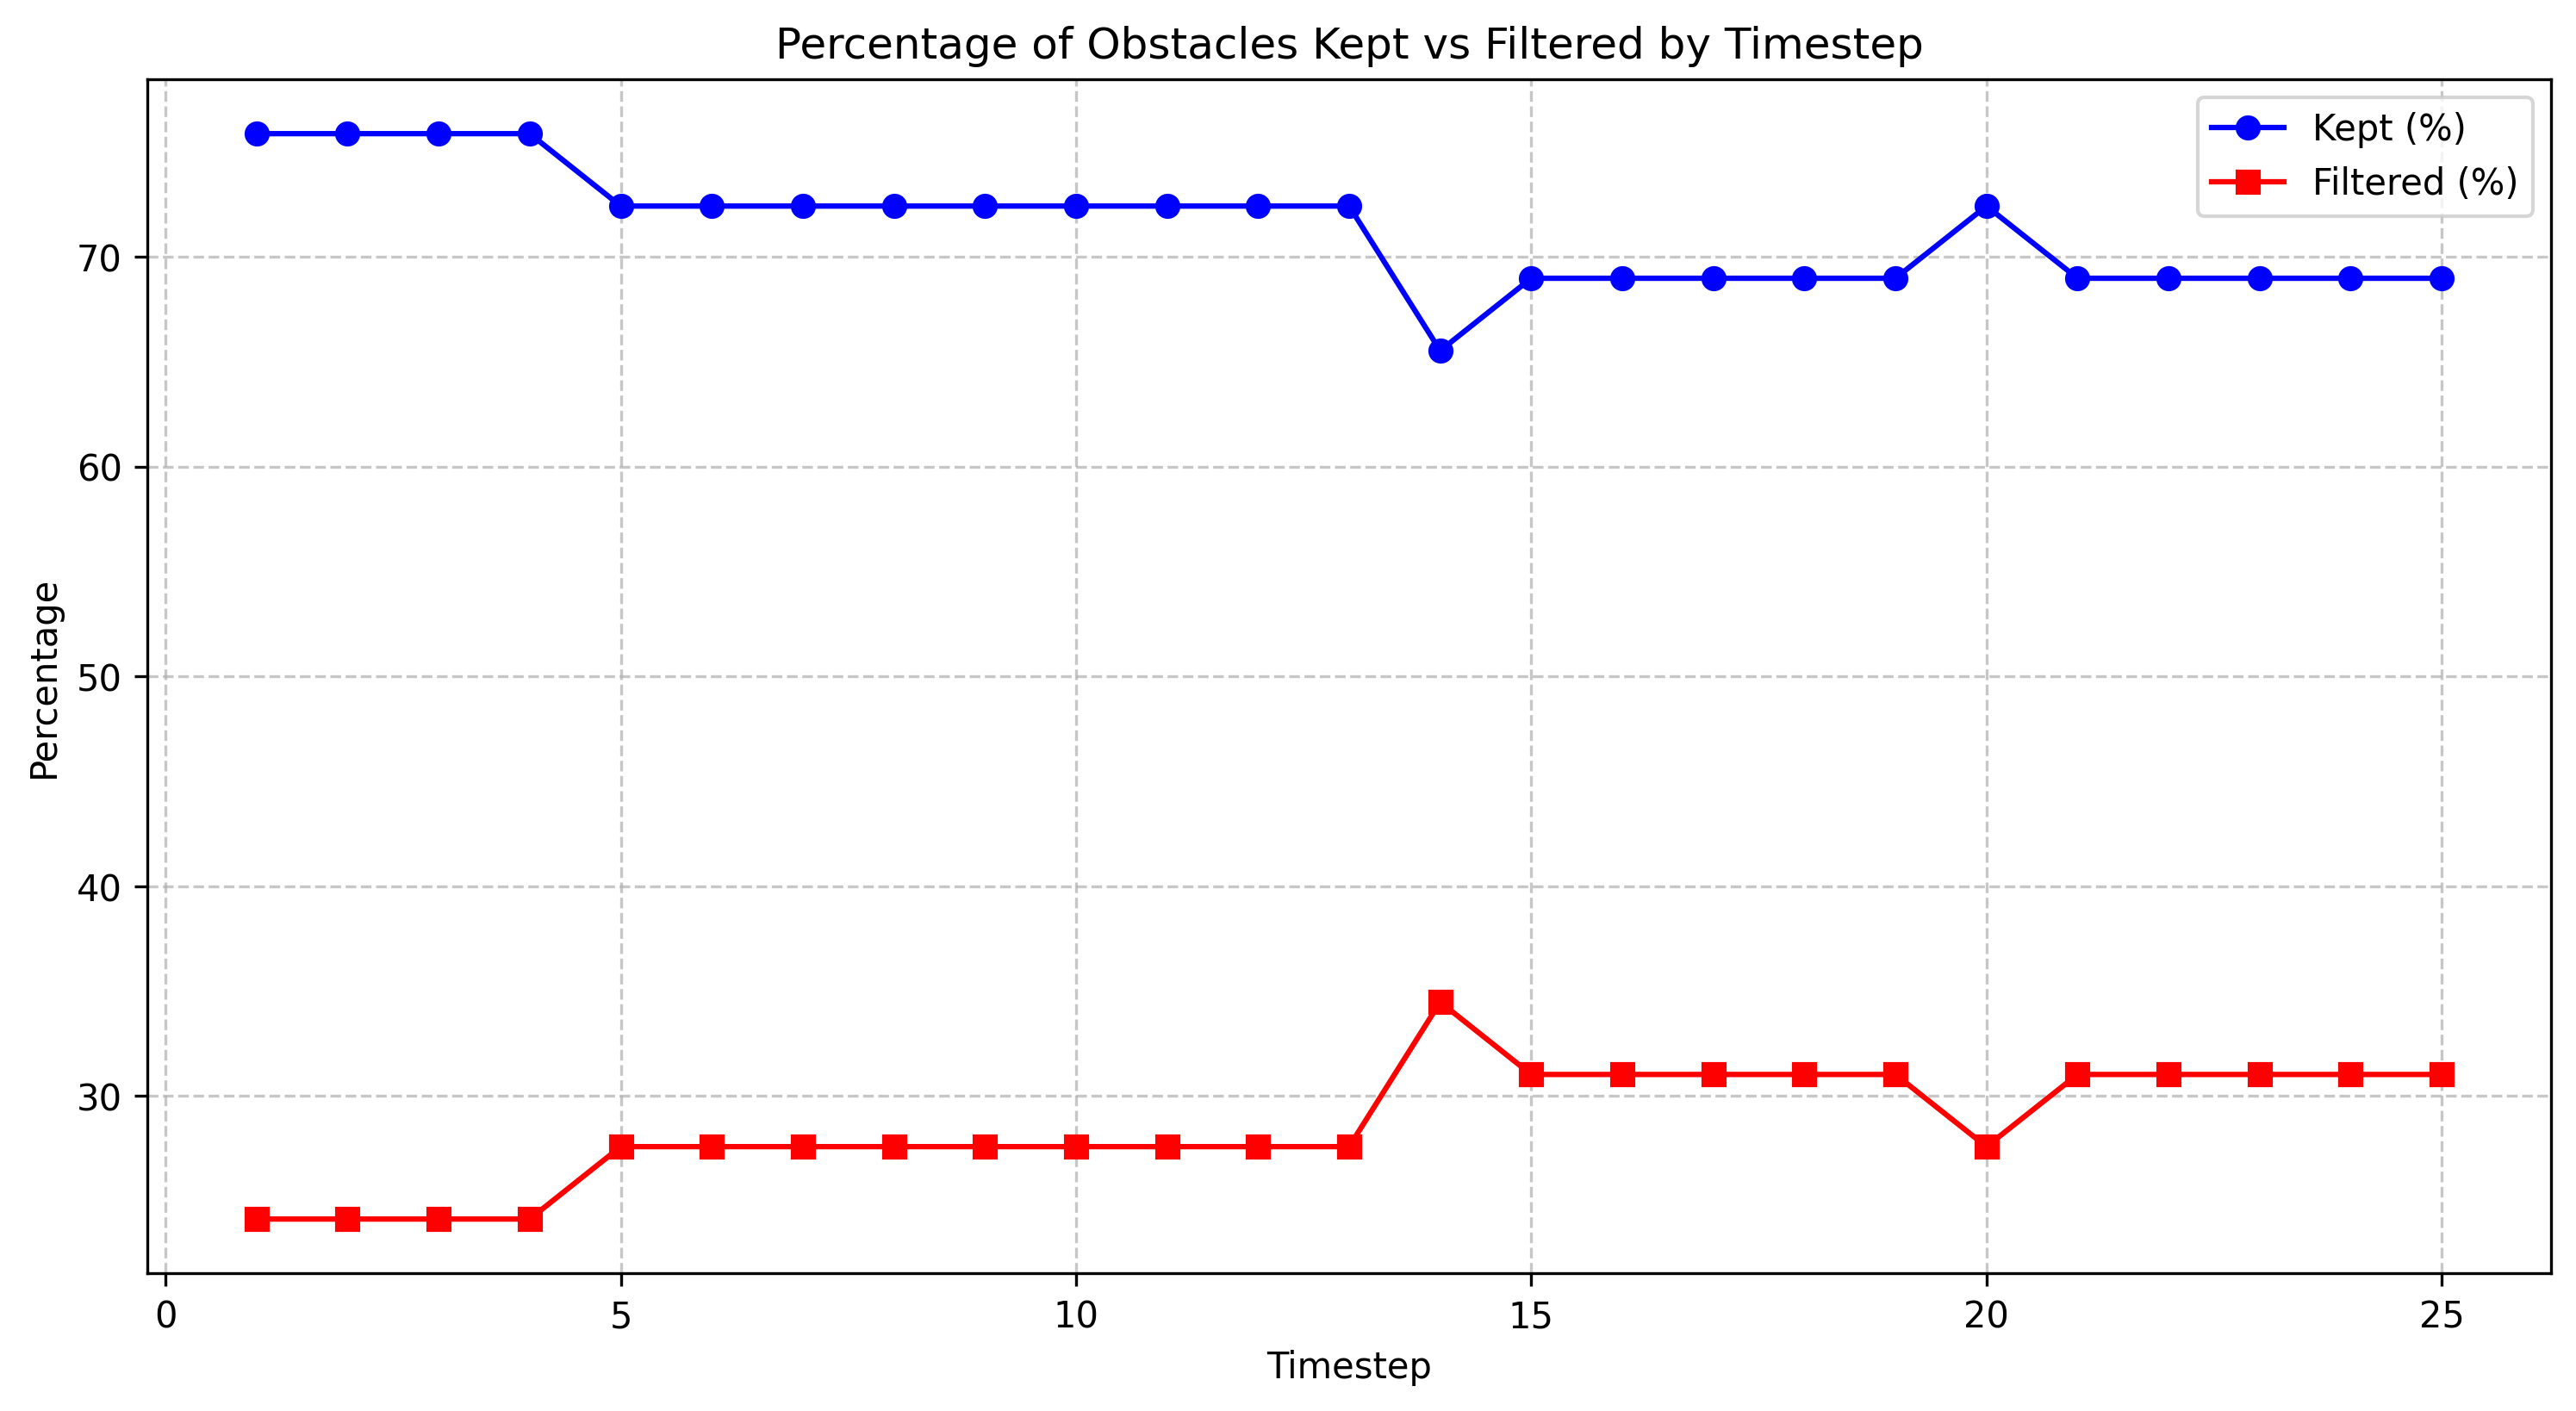 Percentage of Obstacles Kept vs Filtered by Timestep
Kept (%)
Filtered (%)
70
60
50
40
30
Percentage
0 5 10 15 20 25
Timestep